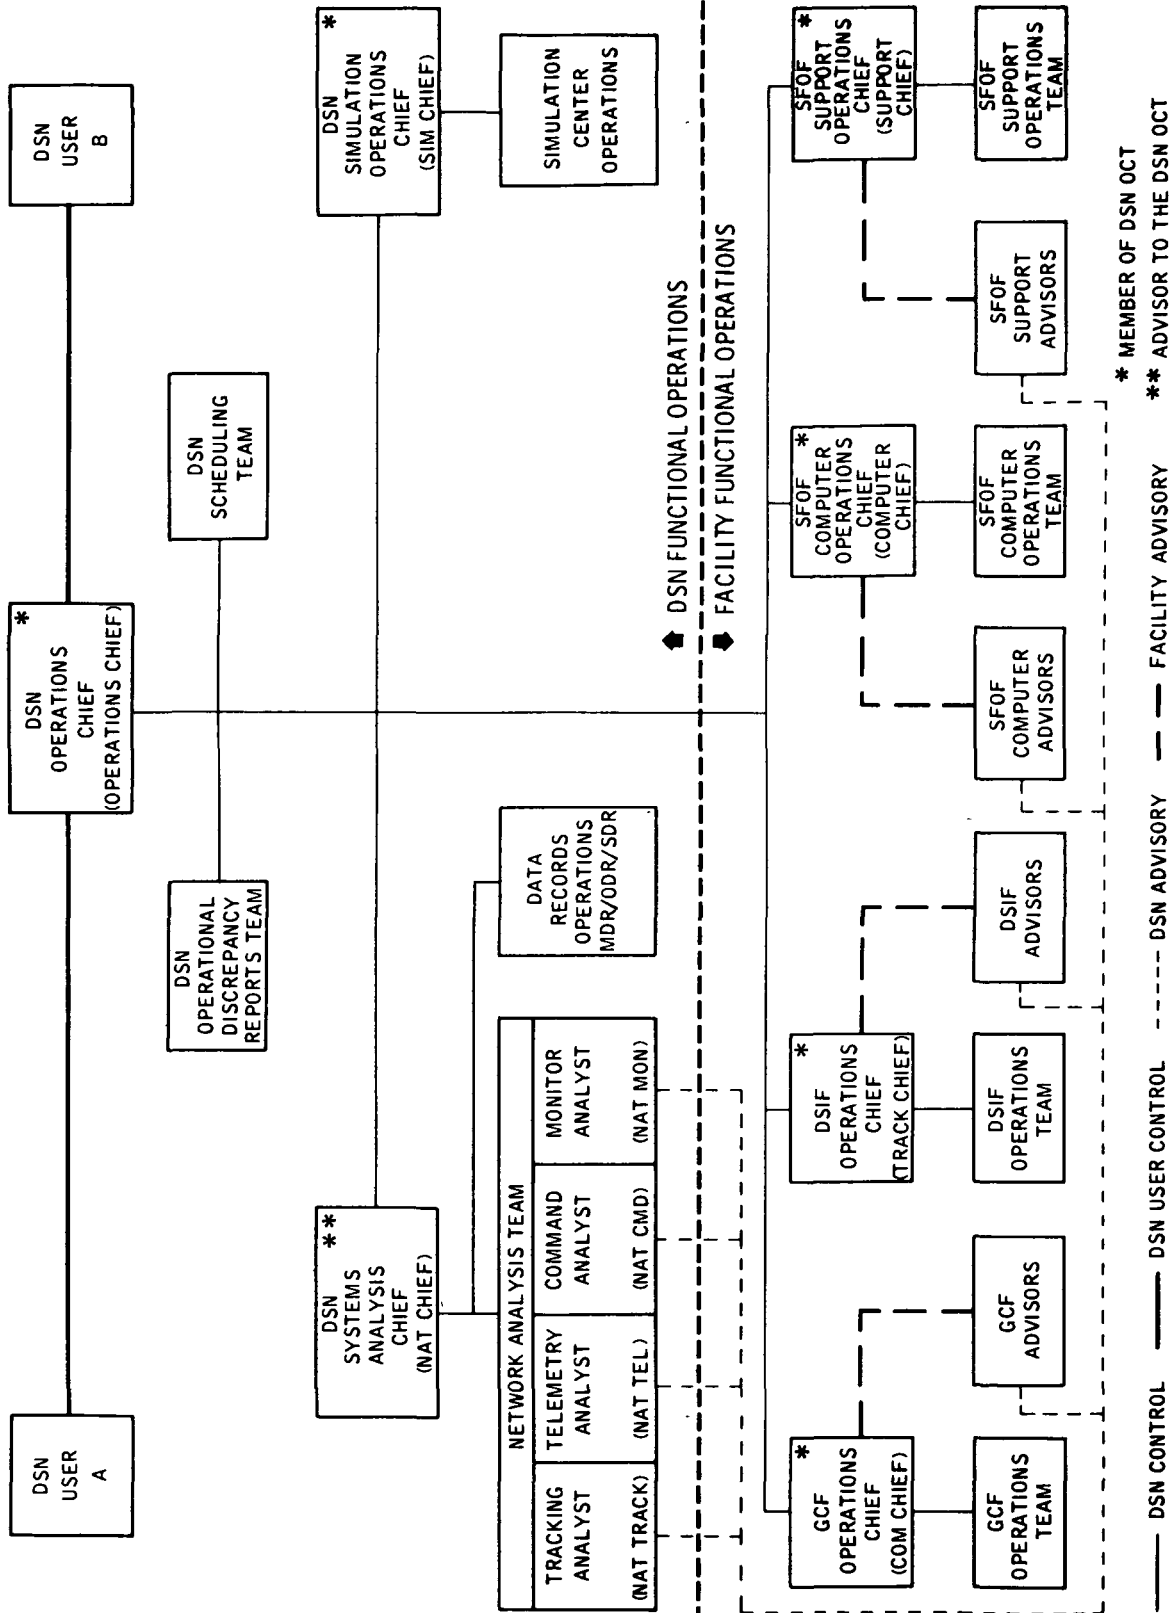 DSN
USER
A
DSN *
OPERATIONS
CHIEF
(OPERATIONS CHIEF)
DSN
USER
B
DSN
OPERATIONAL
DISCREPANCY
REPORTS TEAM
DSN
SCHEDULING
TEAM
DSN **
SYSTEMS
ANALYSIS
CHIEF
(NAT CHIEF)
DSN *
SIMULATION
OPERATIONS
CHIEF
(SIM CHIEF)
NETWORK ANALYSIS TEAM
TRACKING
ANALYST
(NAT TRACK)
TELEMETRY
ANALYST
(NAT TEL)
COMMAND
ANALYST
(NAT CMD)
MONITOR
ANALYST
(NAT MON)
DATA
RECORDS
OPERATIONS
MDR/ODR/SDR
SIMULATION
CENTER
OPERATIONS
DSN FUNCTIONAL OPERATIONS
FACILITY FUNCTIONAL OPERATIONS
GCF *
OPERATIONS
CHIEF
(COM CHIEF)
DSIF *
OPERATIONS
CHIEF
(TRACK CHIEF)
SFOF *
COMPUTER
OPERATIONS
CHIEF
(COMPUTER
CHIEF)
SFOF *
SUPPORT
OPERATIONS
CHIEF
(SUPPORT
CHIEF)
GCF
OPERATIONS
TEAM
GCF
ADVISORS
DSIF
OPERATIONS
TEAM
DSIF
ADVISORS
SFOF
COMPUTER
ADVISORS
SFOF
COMPUTER
OPERATIONS
TEAM
SFOF
SUPPORT
ADVISORS
SFOF
SUPPORT
OPERATIONS
TEAM
* MEMBER OF DSN OCT
DSN CONTROL DSN USER CONTROL DSN ADVISORY FACILITY ADVISORY ** ADVISOR TO THE DSN OCT